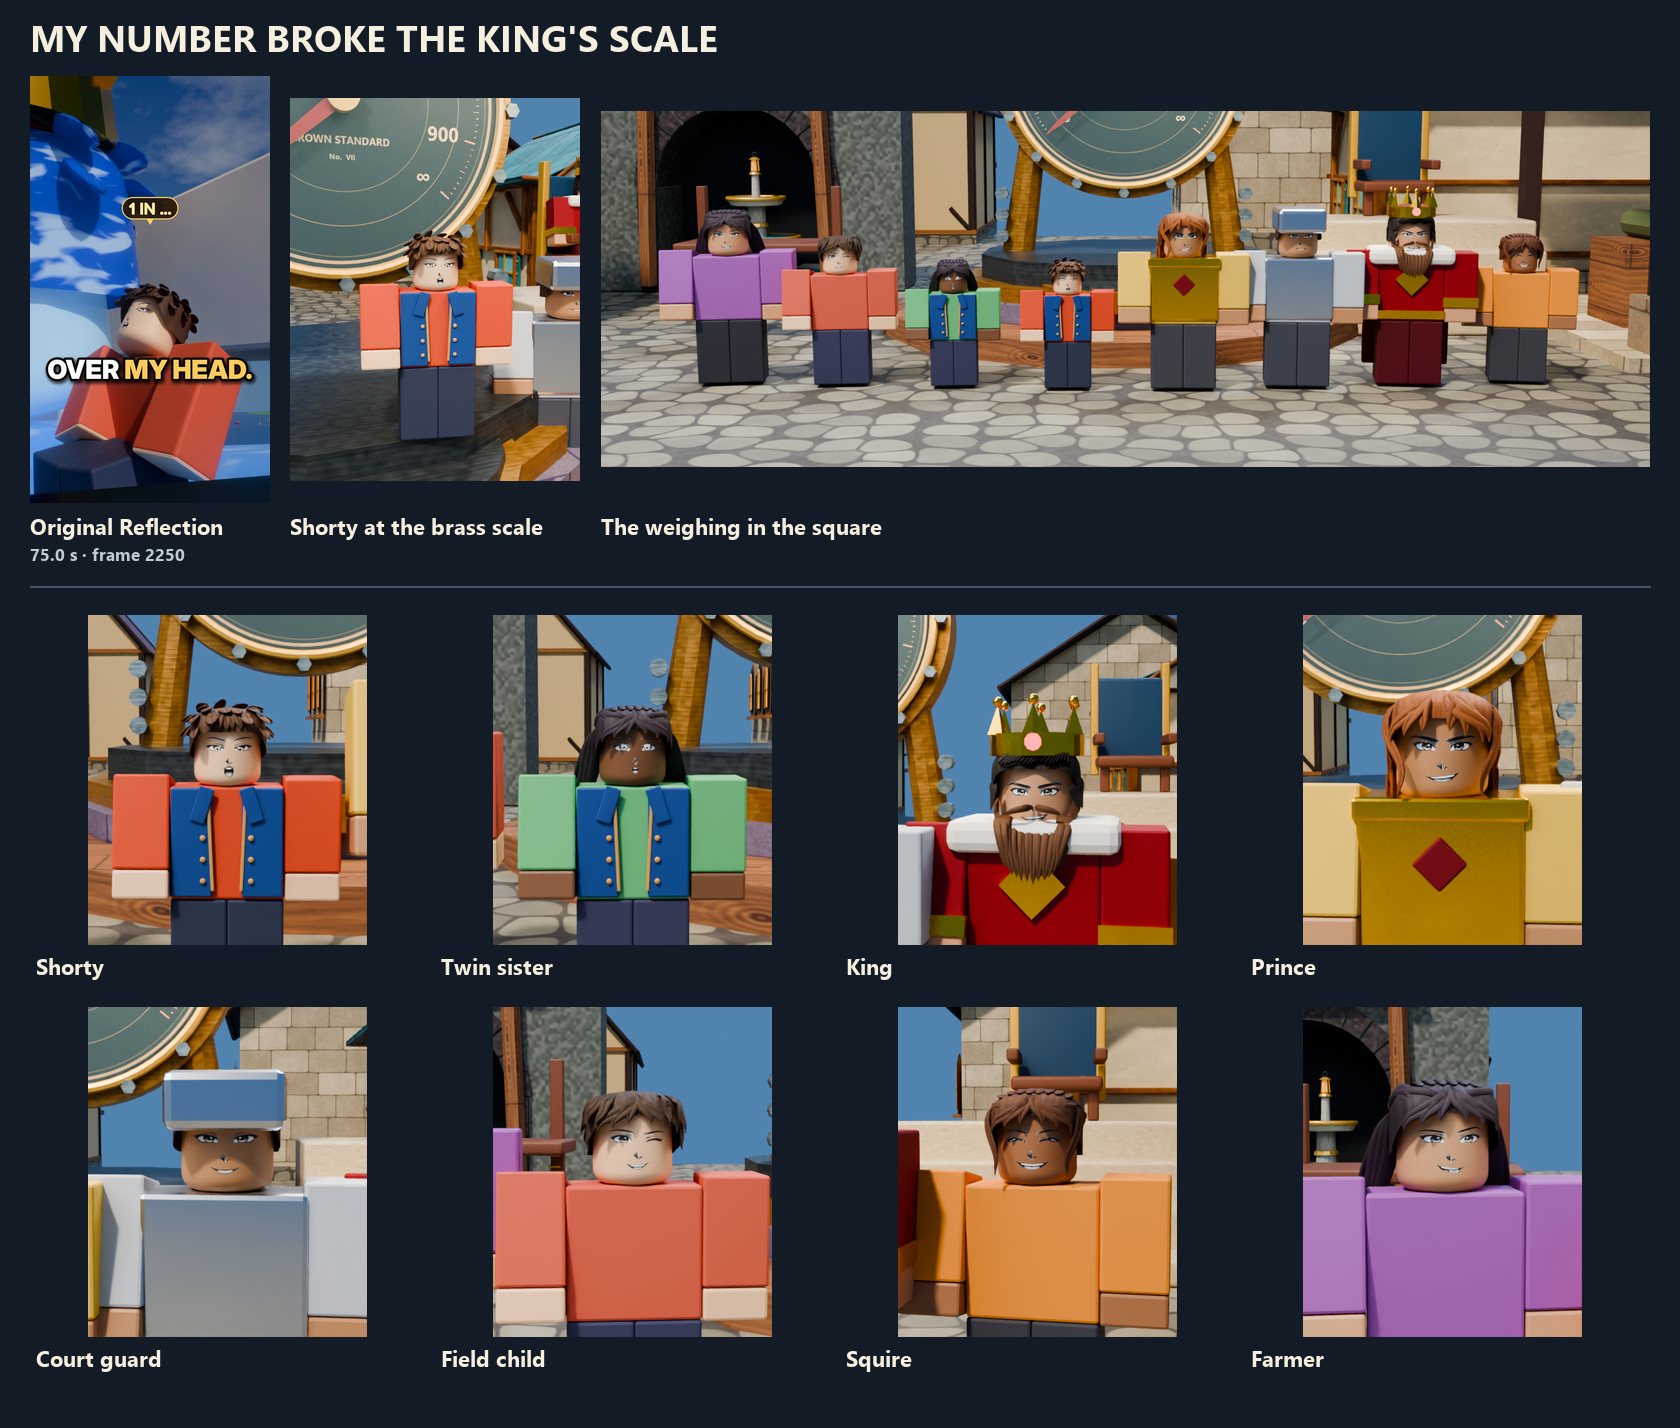 MY NUMBER BROKE THE KING'S SCALE
1 IN ...
OVER MY HEAD.
ROWN STANDARD
No. VII
900
∞
∞
Original Reflection
75.0 s · frame 2250
Shorty at the brass scale
The weighing in the square
Shorty
Twin sister
King
Prince
Court guard
Field child
Squire
Farmer